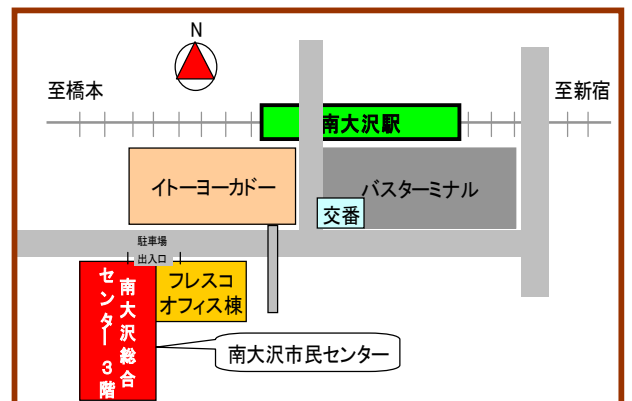 N
至橋本
至新宿
南大沢駅
イトーヨーカドー
バスターミナル
交番
駐車場
出入口
フレスコ
オフィス棟
南大沢総合
センター 3階
南大沢市民センター